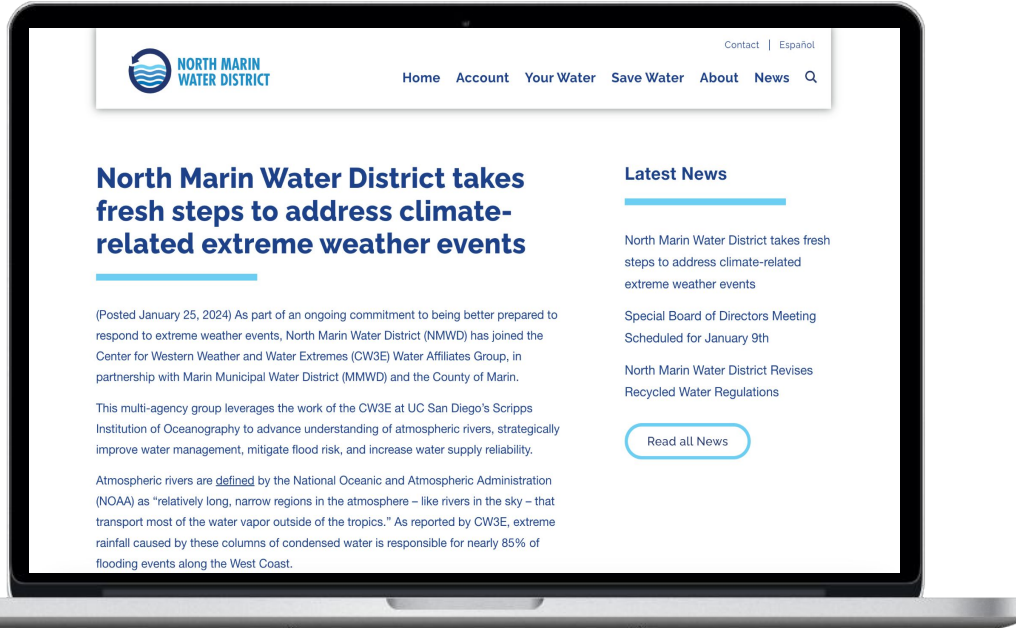 Contact | Español
NORTH MARIN
WATER DISTRICT
Home Account Your Water Save Water About News
North Marin Water District takes
fresh steps to address climate-
related extreme weather events
(Posted January 25, 2024) As part of an ongoing commitment to being better prepared to
respond to extreme weather events, North Marin Water District (NMWD) has joined the
Center for Western Weather and Water Extremes (CW3E) Water Affiliates Group, in
partnership with Marin Municipal Water District (MMWD) and the County of Marin.
This multi-agency group leverages the work of the CW3E at UC San Diego’s Scripps
Institution of Oceanography to advance understanding of atmospheric rivers, strategically
improve water management, mitigate flood risk, and increase water supply reliability.
Atmospheric rivers are defined by the National Oceanic and Atmospheric Administration
(NOAA) as “relatively long, narrow regions in the atmosphere – like rivers in the sky – that
transport most of the water vapor outside of the tropics.” As reported by CW3E, extreme
rainfall caused by these columns of condensed water is responsible for nearly 85% of
flooding events along the West Coast.
Latest News
North Marin Water District takes fresh
steps to address climate-related
extreme weather events
Special Board of Directors Meeting
Scheduled for January 9th
North Marin Water District Revises
Recycled Water Regulations
Read all News